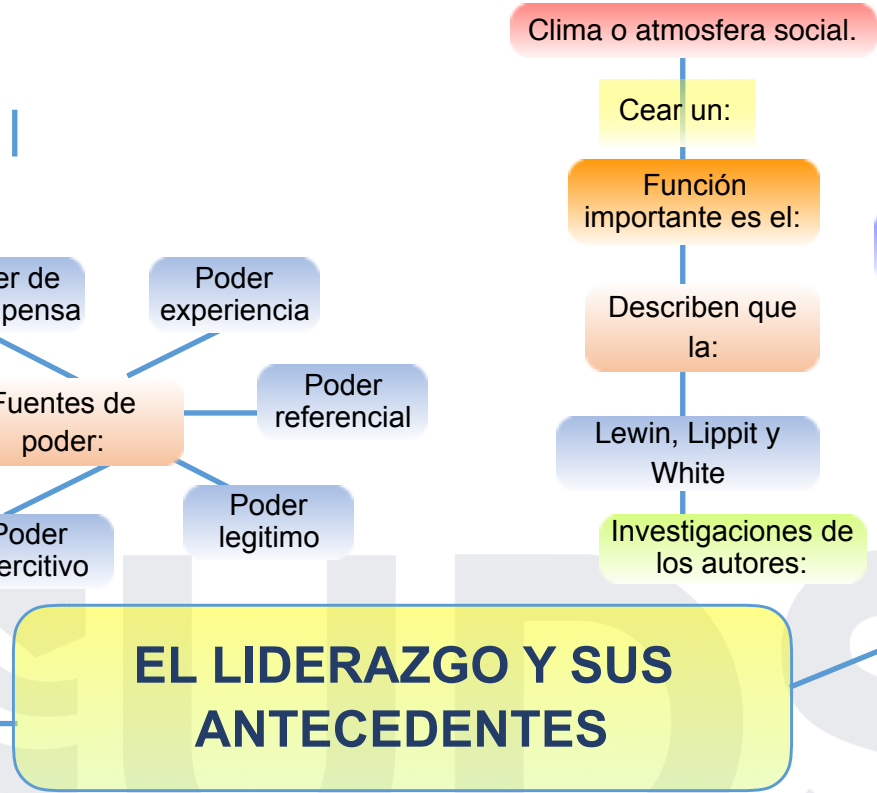 Clima o atmosfera social.
Cear un:
Función
importante es el:
Describen que
la:
Lewin, Lippit y
White
Investigaciones de
los autores:
Poder
experiencia
Poder
referencial
Fuentes de
poder:
Poder
legitimo
Poder
EL LIDERAZGO Y SUS
ANTECEDENTES